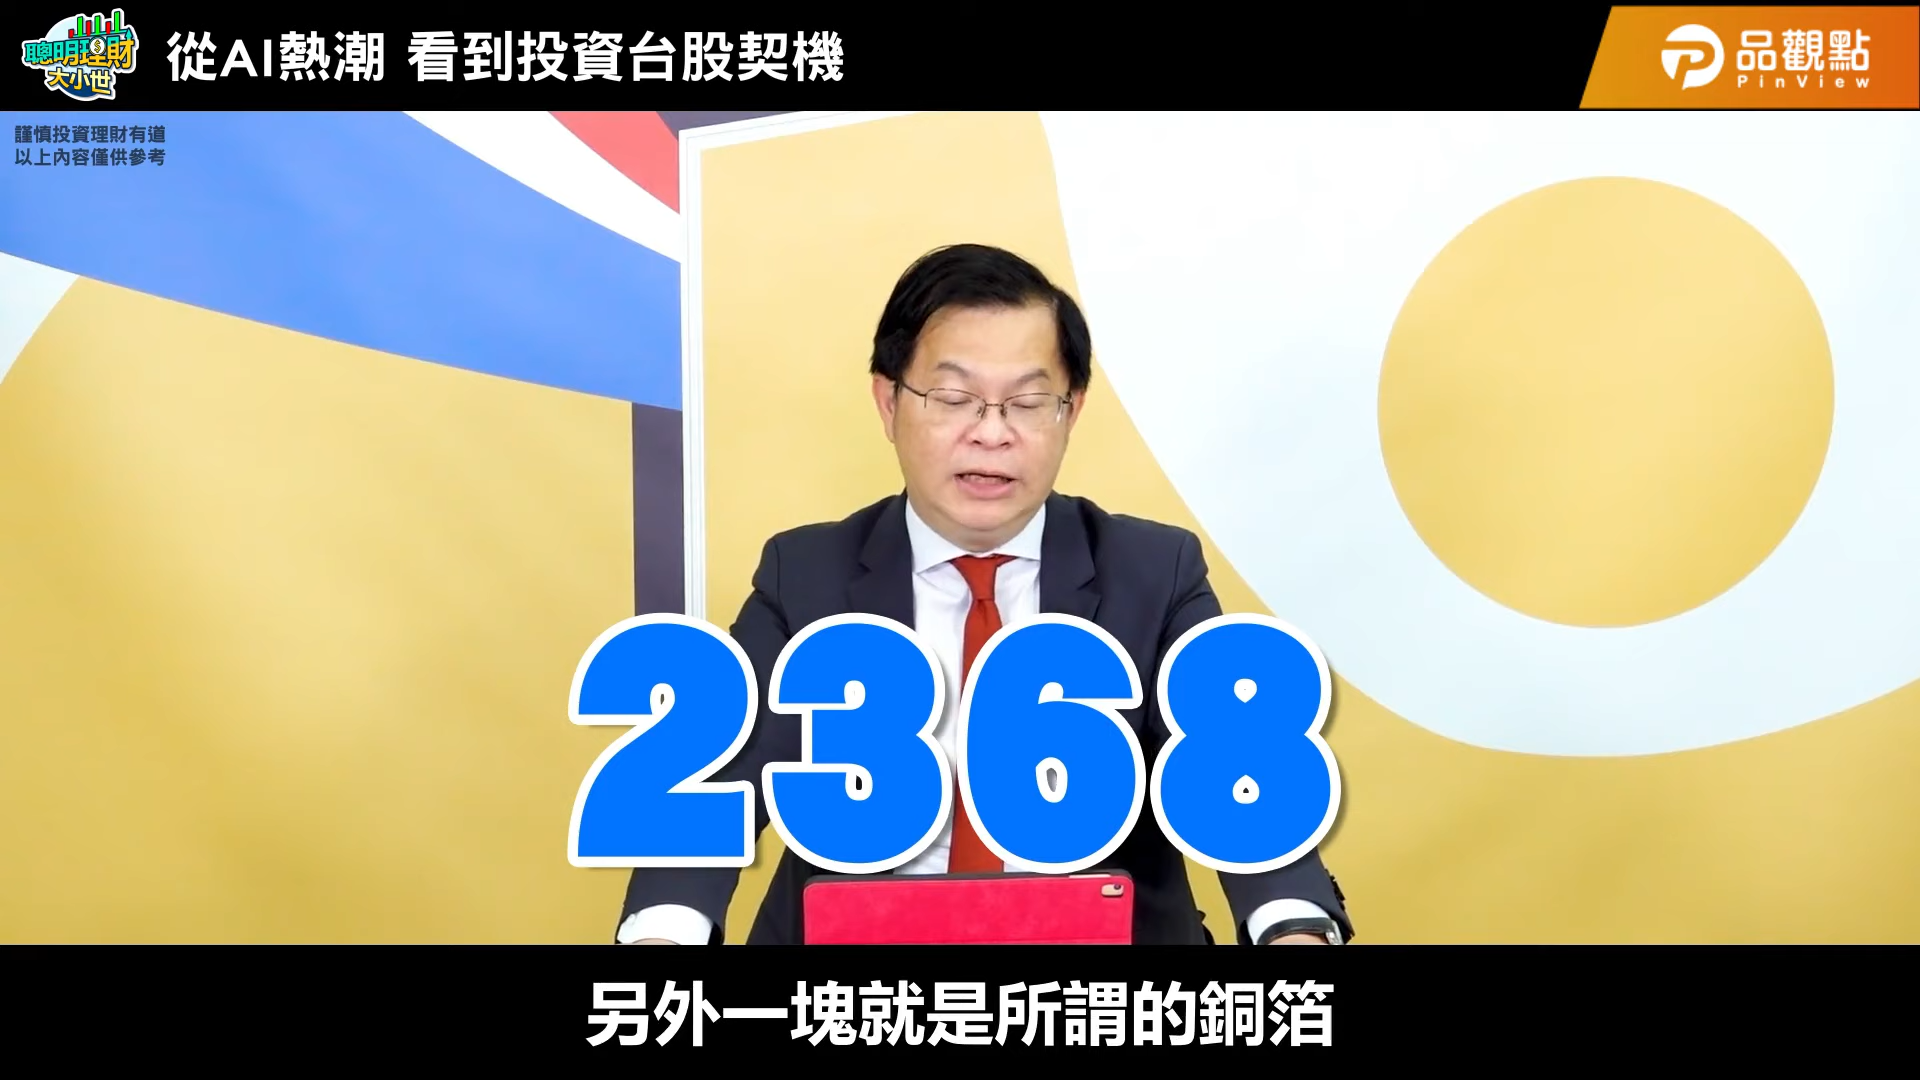 聰明理財
大小世
從AI熱潮 看到投資台股契機
品觀點
PinView
謹慎投資理財有道
以上內容僅供參考
2368
另外一塊就是所謂的銅箔